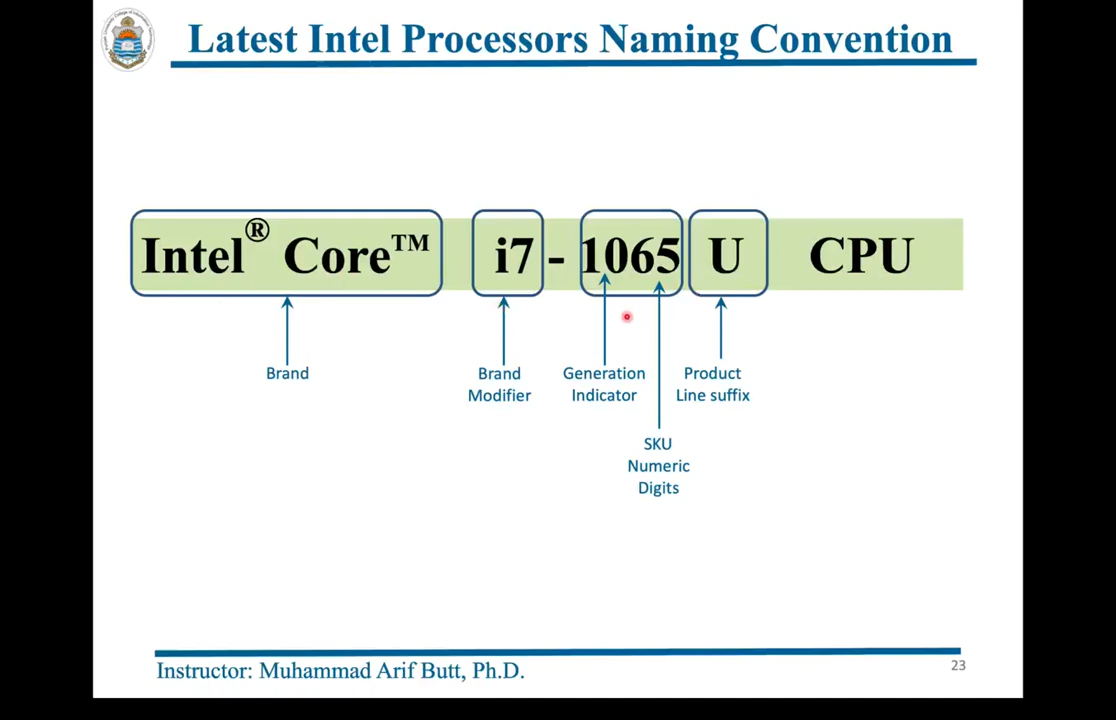 Latest Intel Processors Naming Convention
Intel® Core™ i7 - 1065 U CPU
Brand
Brand
Modifier
Generation
Indicator
Product
Line suffix
SKU
Numeric
Digits
Instructor: Muhammad Arif Butt, Ph.D.
23